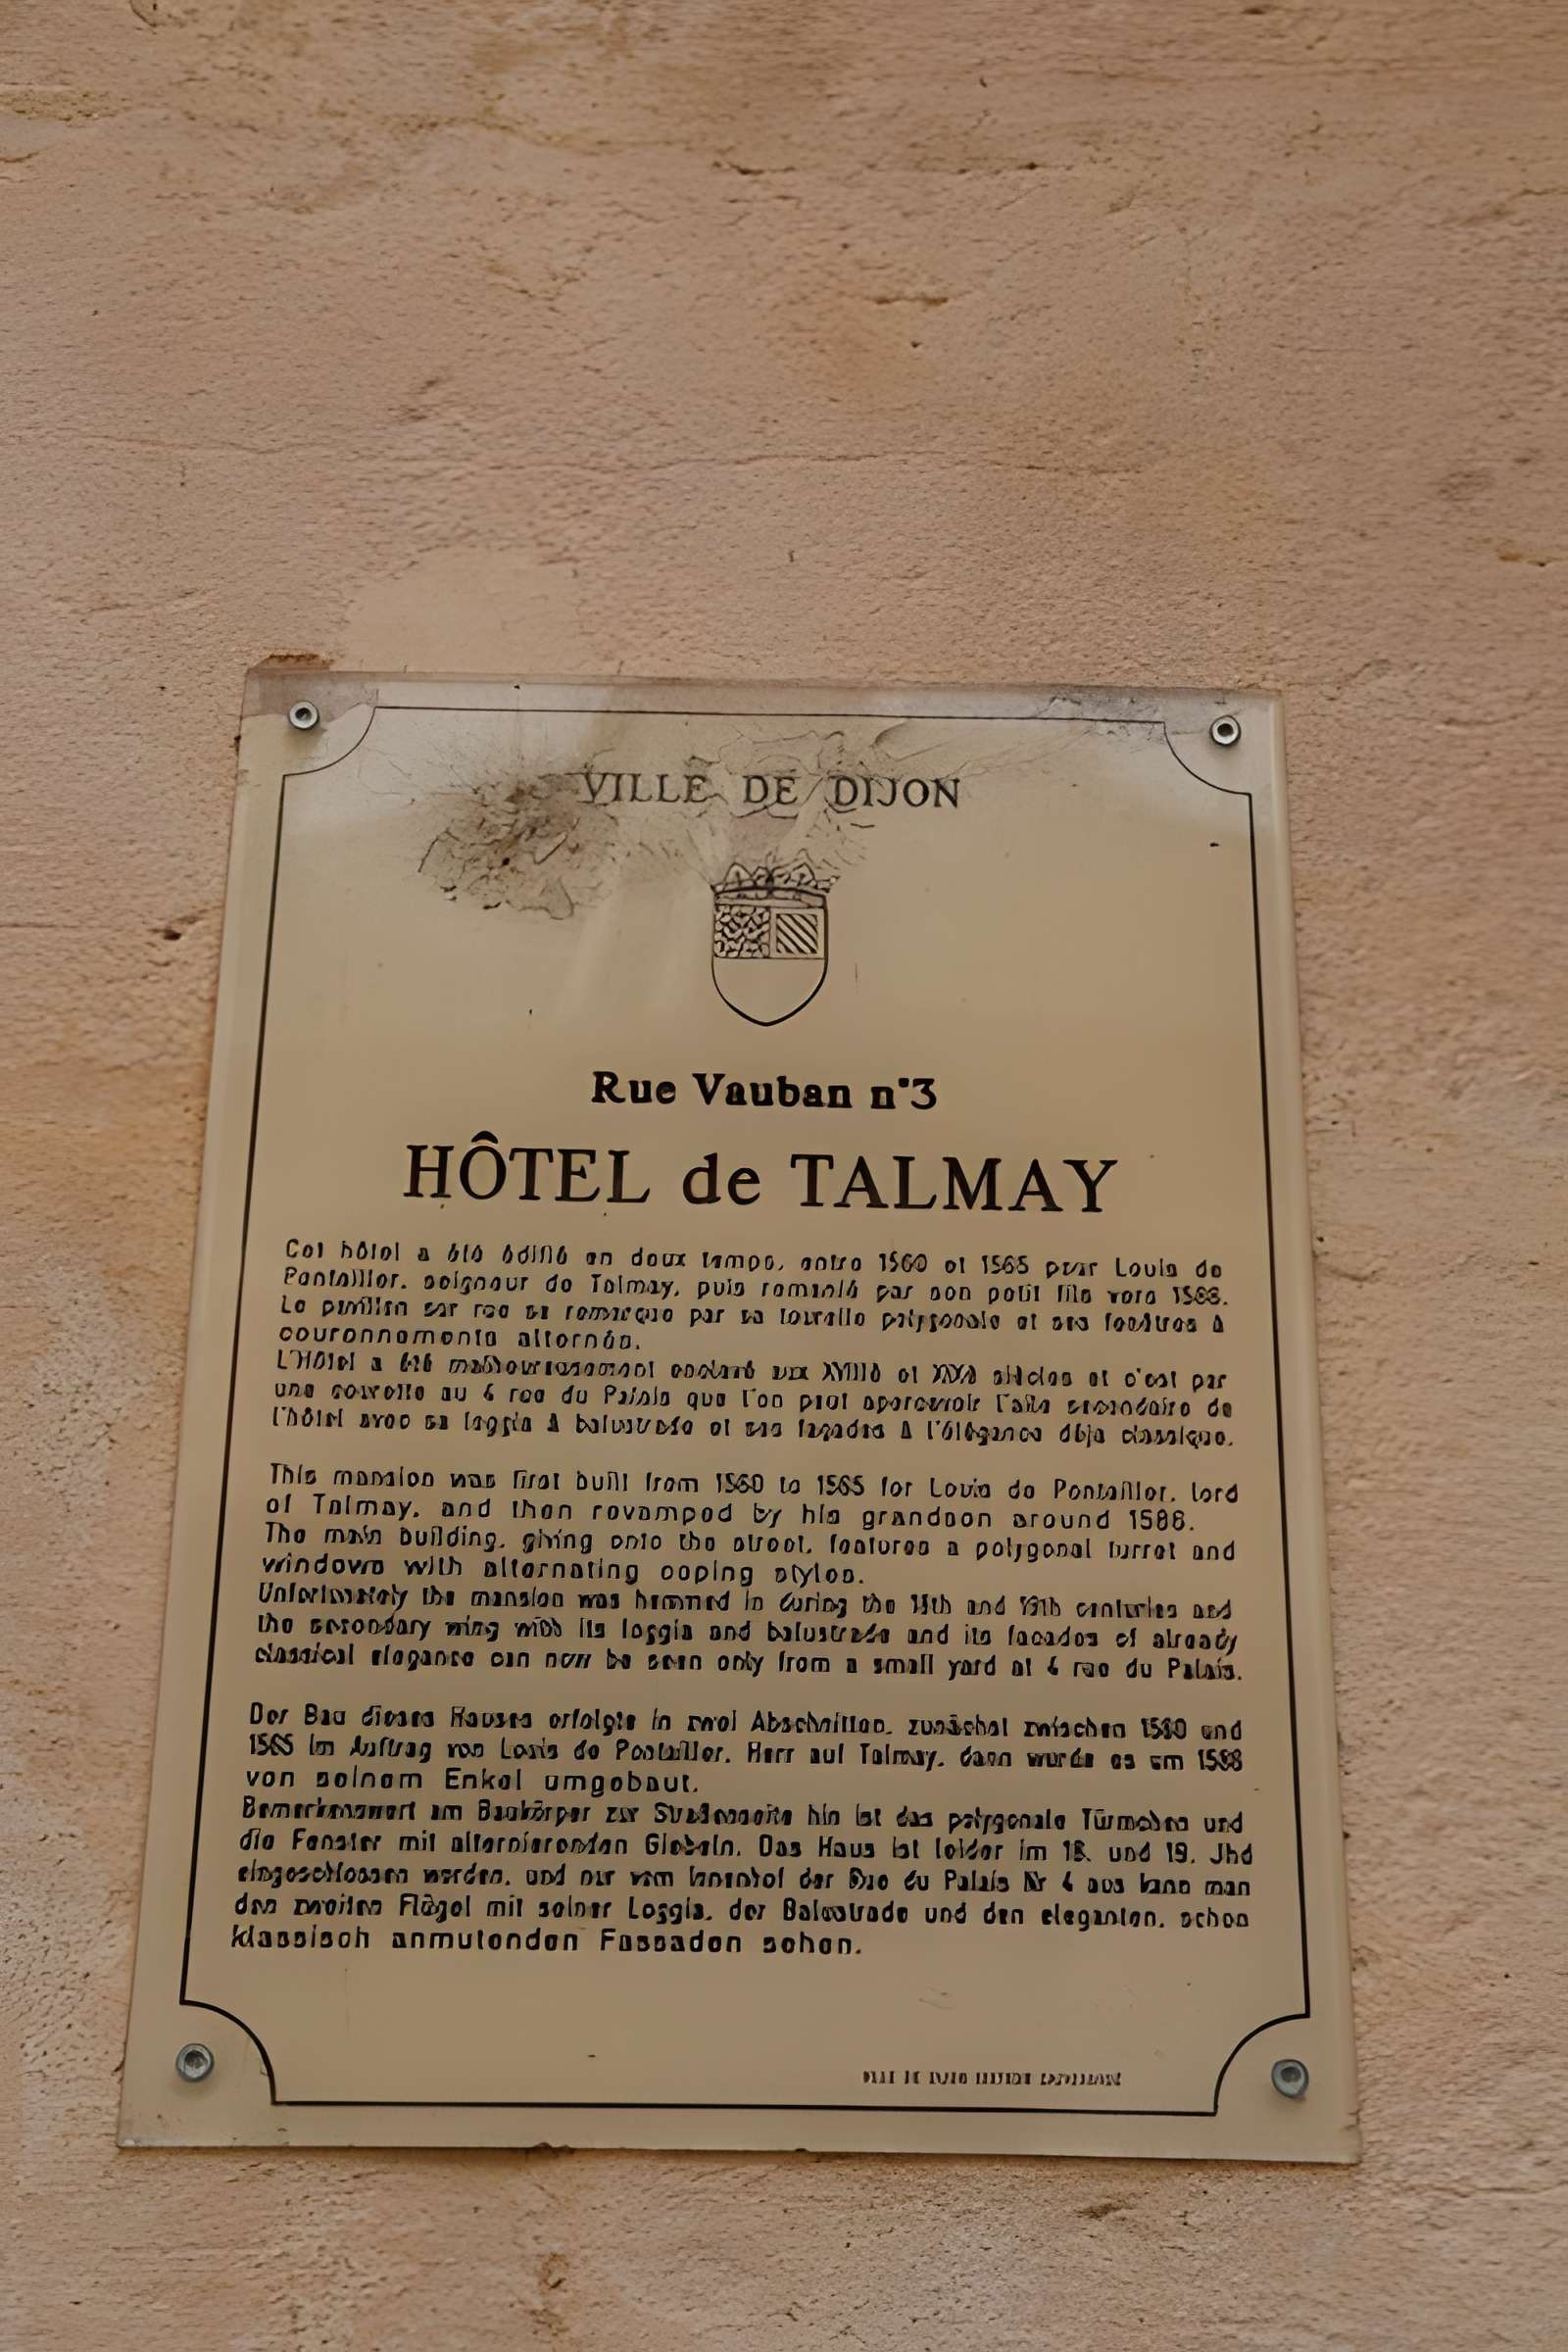 VILLE DE DIJON
Rue Vauban n°3
HÔTEL de TALMAY
Cet hôtel a été édifié en deux temps, entre 1560 et 1565 pour Louis de
Pontailler, seigneur de Talmay, puis remanié par son petit fils vers 1588.
Le pavillon sur rue se remarque par sa tourelle polygonale et ses fenêtres à
couronnements alternés.
L'Hôtel a été malheureusement enclavé aux XVIIIè et XIXè siècles et c'est par
une courette au 4 rue du Palais que l'on peut apercevoir l'aile secondaire de
l'hôtel avec sa loggia à balustrade et ses façades à l'élégance déjà classique.
This mansion was first built from 1560 to 1565 for Louis de Pontailler, lord
of Talmay, and then revamped by his grandson around 1588.
The main building, giving onto the street, features a polygonal turret and
windows with alternating coping styles.
Unfortunately the mansion was hemmed in during the 18th and 19th centuries and
the secondary wing with its loggia and balustrade and its facades of already
classical elegance can now be seen only from a small yard at 4 rue du Palais.
Der Bau dieses Hauses erfolgte in zwei Abschnitten, zunächst zwischen 1560 und
1565 im Auftrag von Louis de Pontailler, Herr auf Talmay, dann wurde es um 1588
von seinem Enkel umgebaut.
Bemerkenswert am Baukörper zur Straßenseite hin ist das polygonale Türmchen und
die Fenster mit alternierenden Giebeln. Das Haus ist leider im 18. und 19. Jhd
eingeschlossen worden, und nur vom Innenhof der Rue du Palais Nr 4 aus kann man
den zweiten Flügel mit seiner Loggia, der Balustrade und den eleganten, schon
klassisch anmutenden Fassaden sehen.